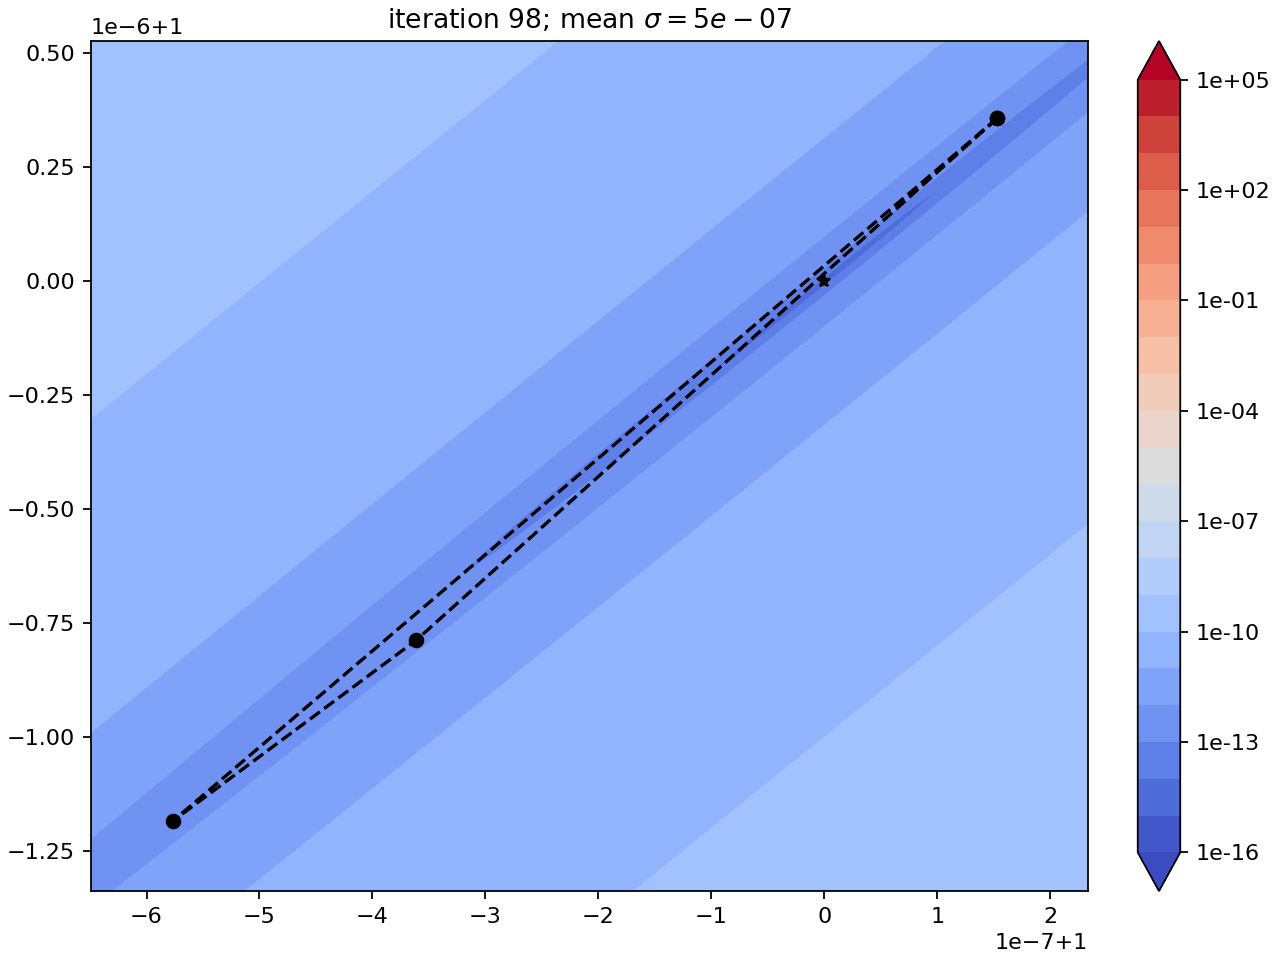 iteration 98; mean σ = 5e − 07
1e−6+1
0.50
0.25
0.00
−0.25
−0.50
−0.75
−1.00
−1.25
−6 −5 −4 −3 −2 −1 0 1 2
1e−7+1
1e+05
1e+02
1e-01
1e-04
1e-07
1e-10
1e-13
1e-16